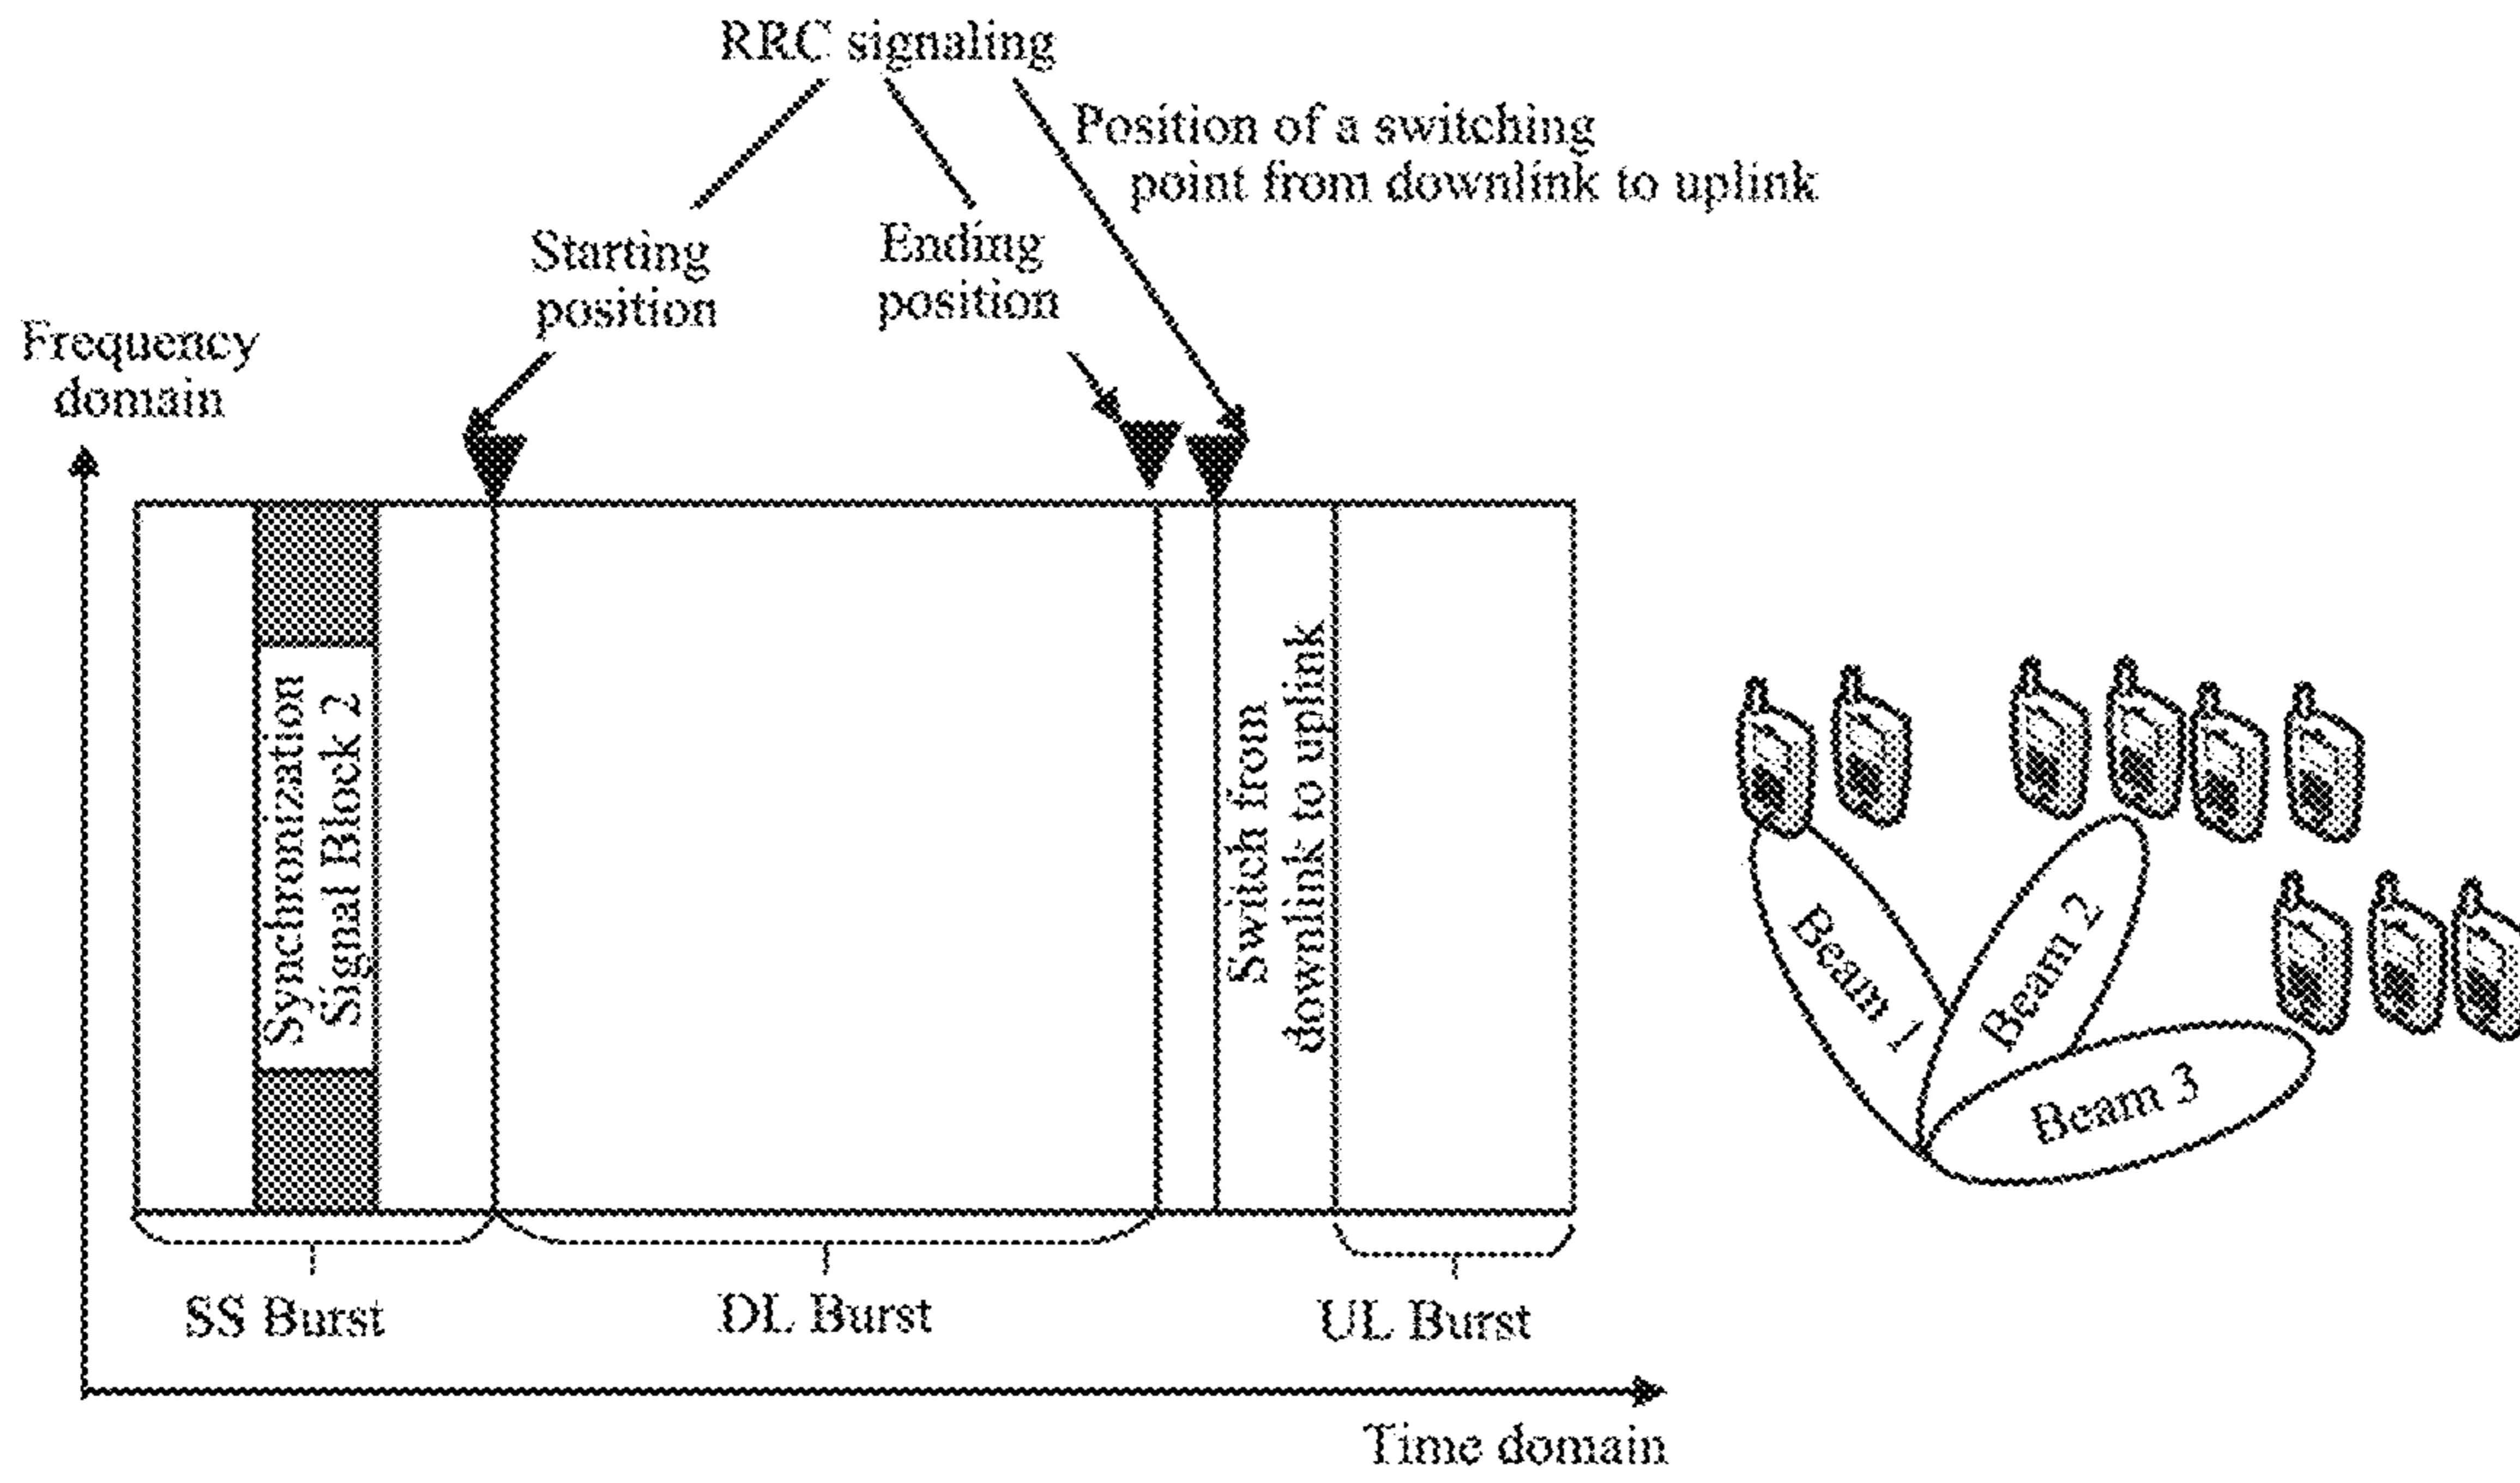 RRC signaling
Position of a switching
point from downlink to uplink
Starting
position
Ending
position
Frequency
domain
Synchronization
Signal Block 2
Switch from
downlink to uplink
Beam 1
Beam 2
Beam 3
SS Burst
DL Burst
UL Burst
Time domain